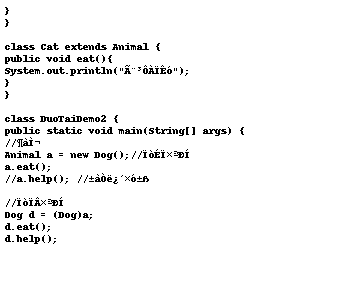 }
}
class Cat extends Animal {
public void eat(){
System.out.println("Ã¨³ÔÀÏÊó");
}
}
class DuoTaiDemo2 {
public static void main(String[] args) {
//¶àÌ¬
Animal a = new Dog();//ÏòÉÏ×ªÐÍ
a.eat();
//a.help(); //±àÒë¿´×ó±ß
//ÏòÏÂ×ªÐÍ
Dog d = (Dog)a;
d.eat();
d.help();